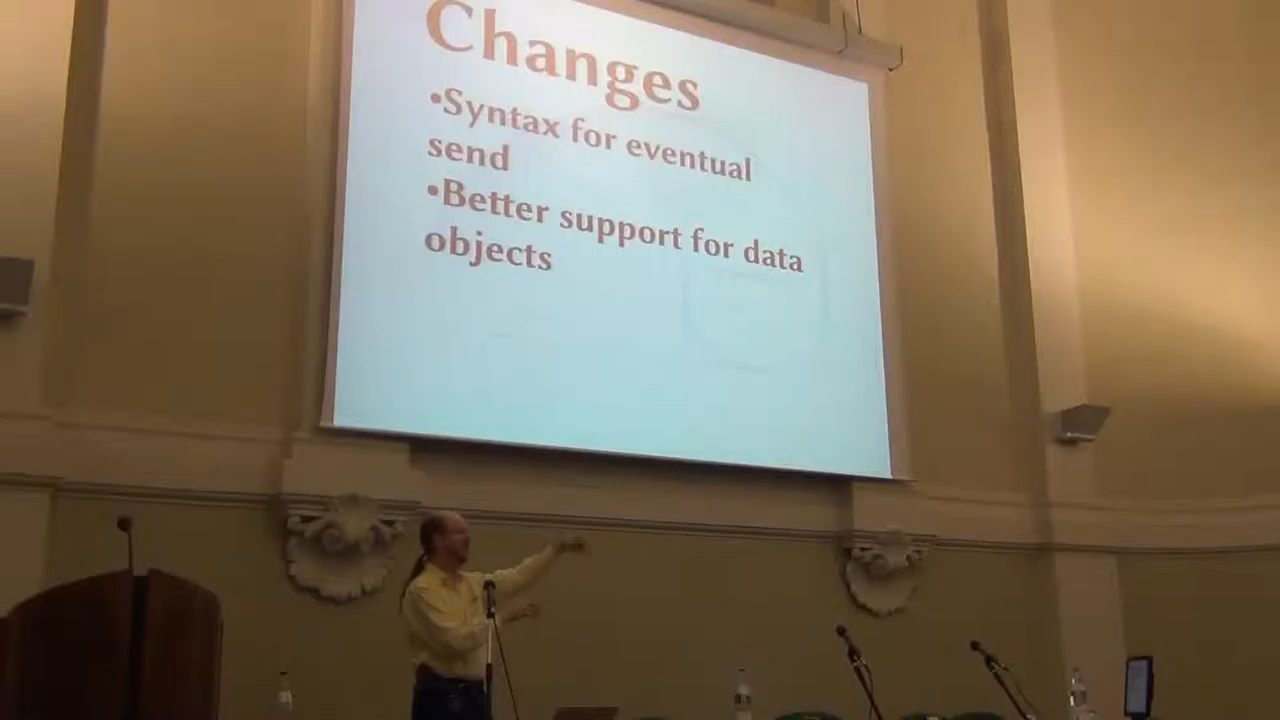 Changes
•Syntax for eventual
send
•Better support for data
objects